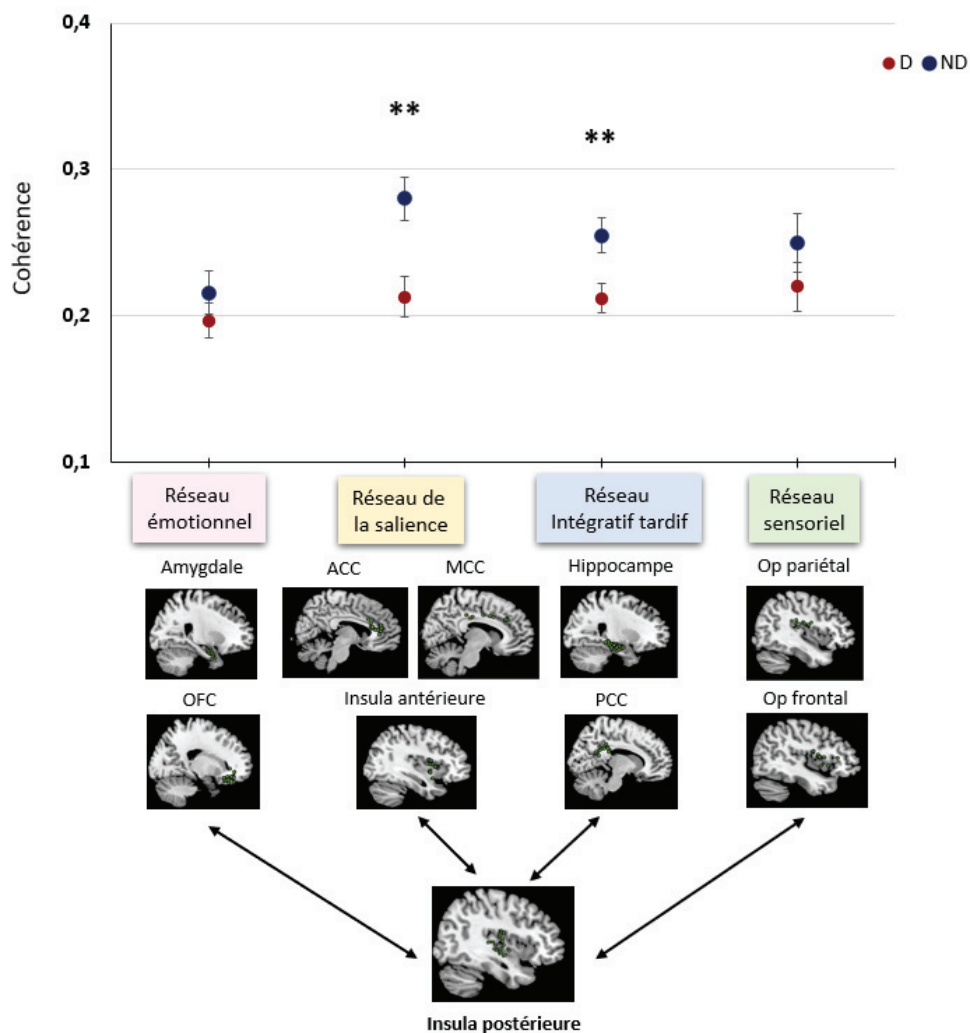 0,4
D ND
**
**
0,3
Cohérence
0,2
0,1
Réseau
émotionnel
Réseau de
la salience
Réseau
Intégratif tardif
Réseau
sensoriel
Amygdale
ACC
MCC
Hippocampe
Op pariétal
OFC
Insula antérieure
PCC
Op frontal
Insula postérieure